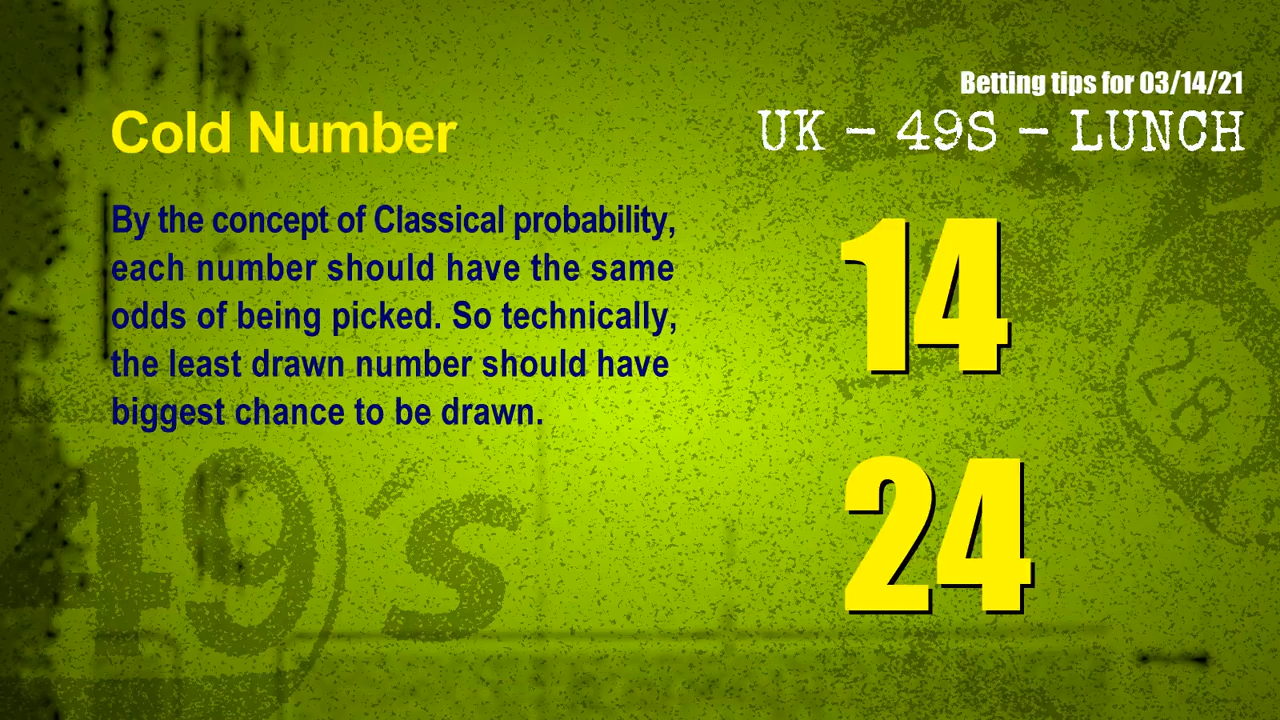 Betting tips for 03/14/21
UK - 49S - LUNCH
Cold Number
By the concept of Classical probability,
each number should have the same
odds of being picked. So technically,
the least drawn number should have
biggest chance to be drawn.
14
24
28
49's